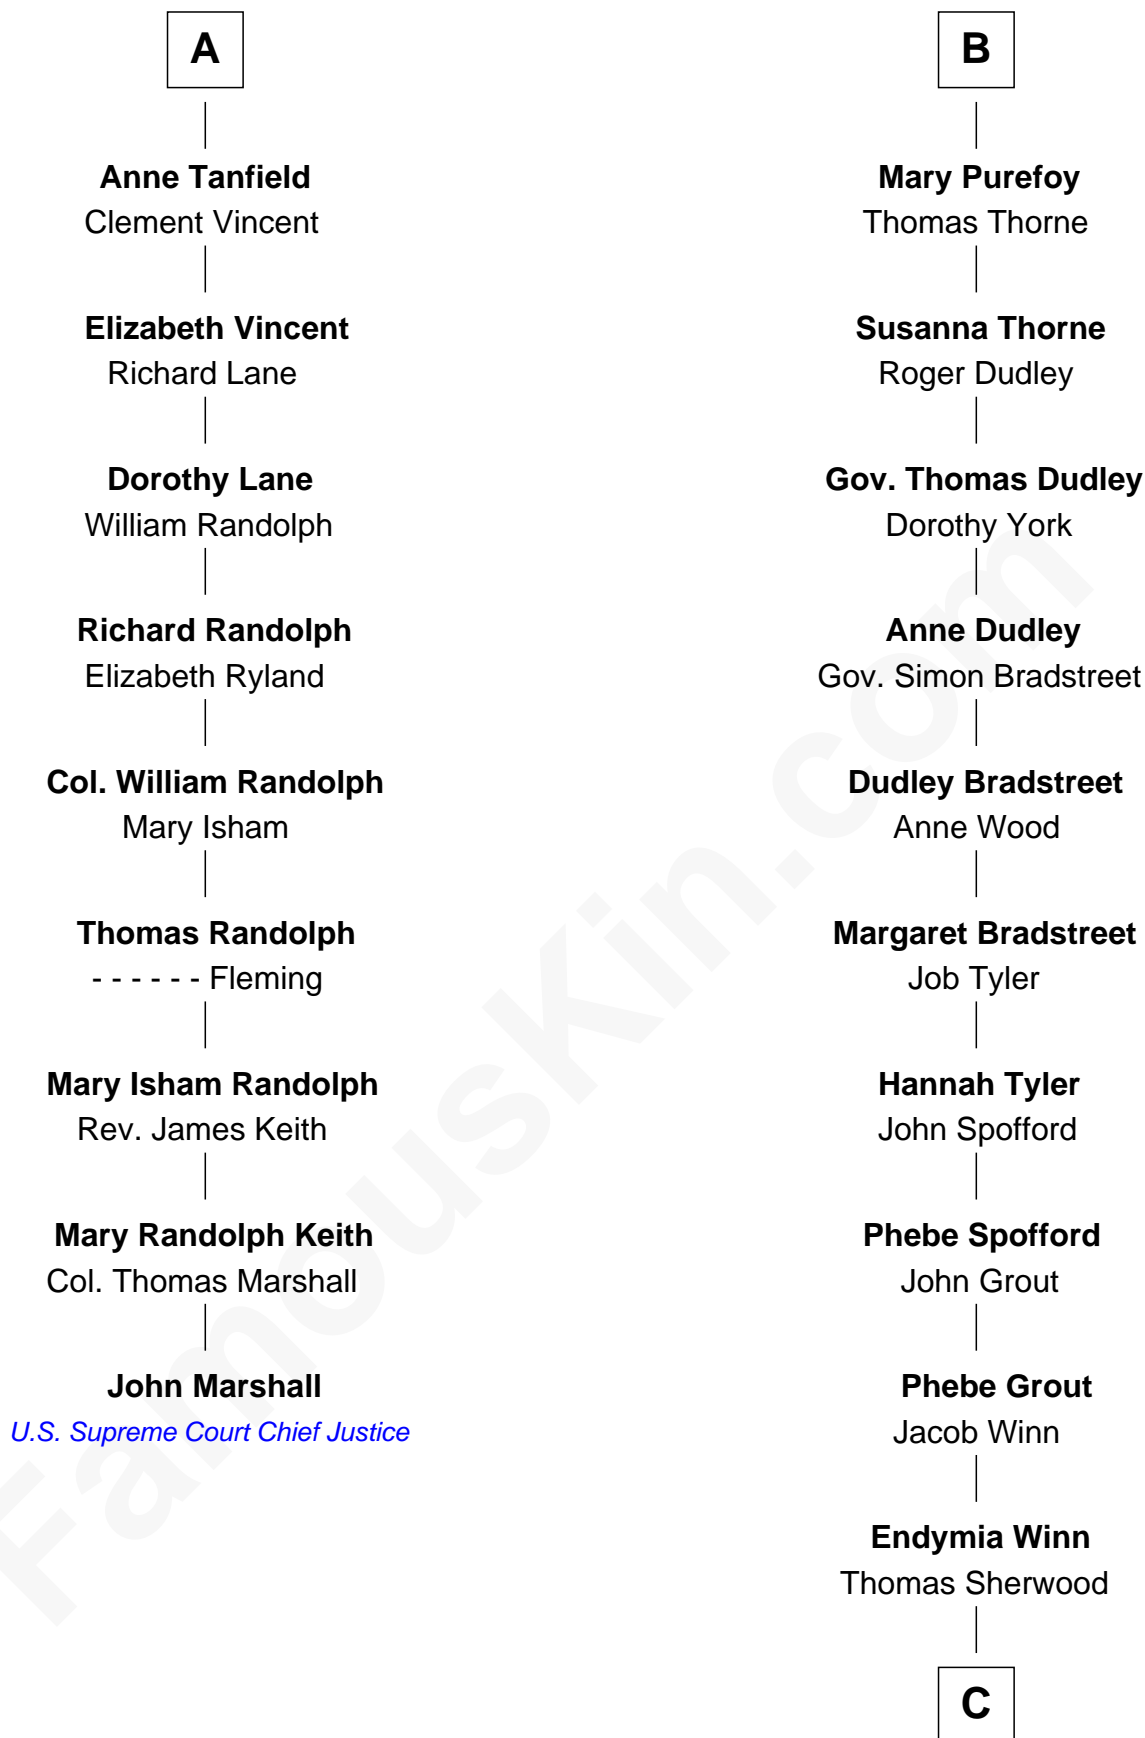 A
Anne Tanfield
Clement Vincent
Elizabeth Vincent
Richard Lane
Dorothy Lane
William Randolph
Richard Randolph
Elizabeth Ryland
Col. William Randolph
Mary Isham
Thomas Randolph
- - - - - - Fleming
Mary Isham Randolph
Rev. James Keith
Mary Randolph Keith
Col. Thomas Marshall
John Marshall
U.S. Supreme Court Chief Justice
B
Mary Purefoy
Thomas Thorne
Susanna Thorne
Roger Dudley
Gov. Thomas Dudley
Dorothy York
Anne Dudley
Gov. Simon Bradstreet
Dudley Bradstreet
Anne Wood
Margaret Bradstreet
Job Tyler
Hannah Tyler
John Spofford
Phebe Spofford
John Grout
Phebe Grout
Jacob Winn
Endymia Winn
Thomas Sherwood
C
FamousKin.com